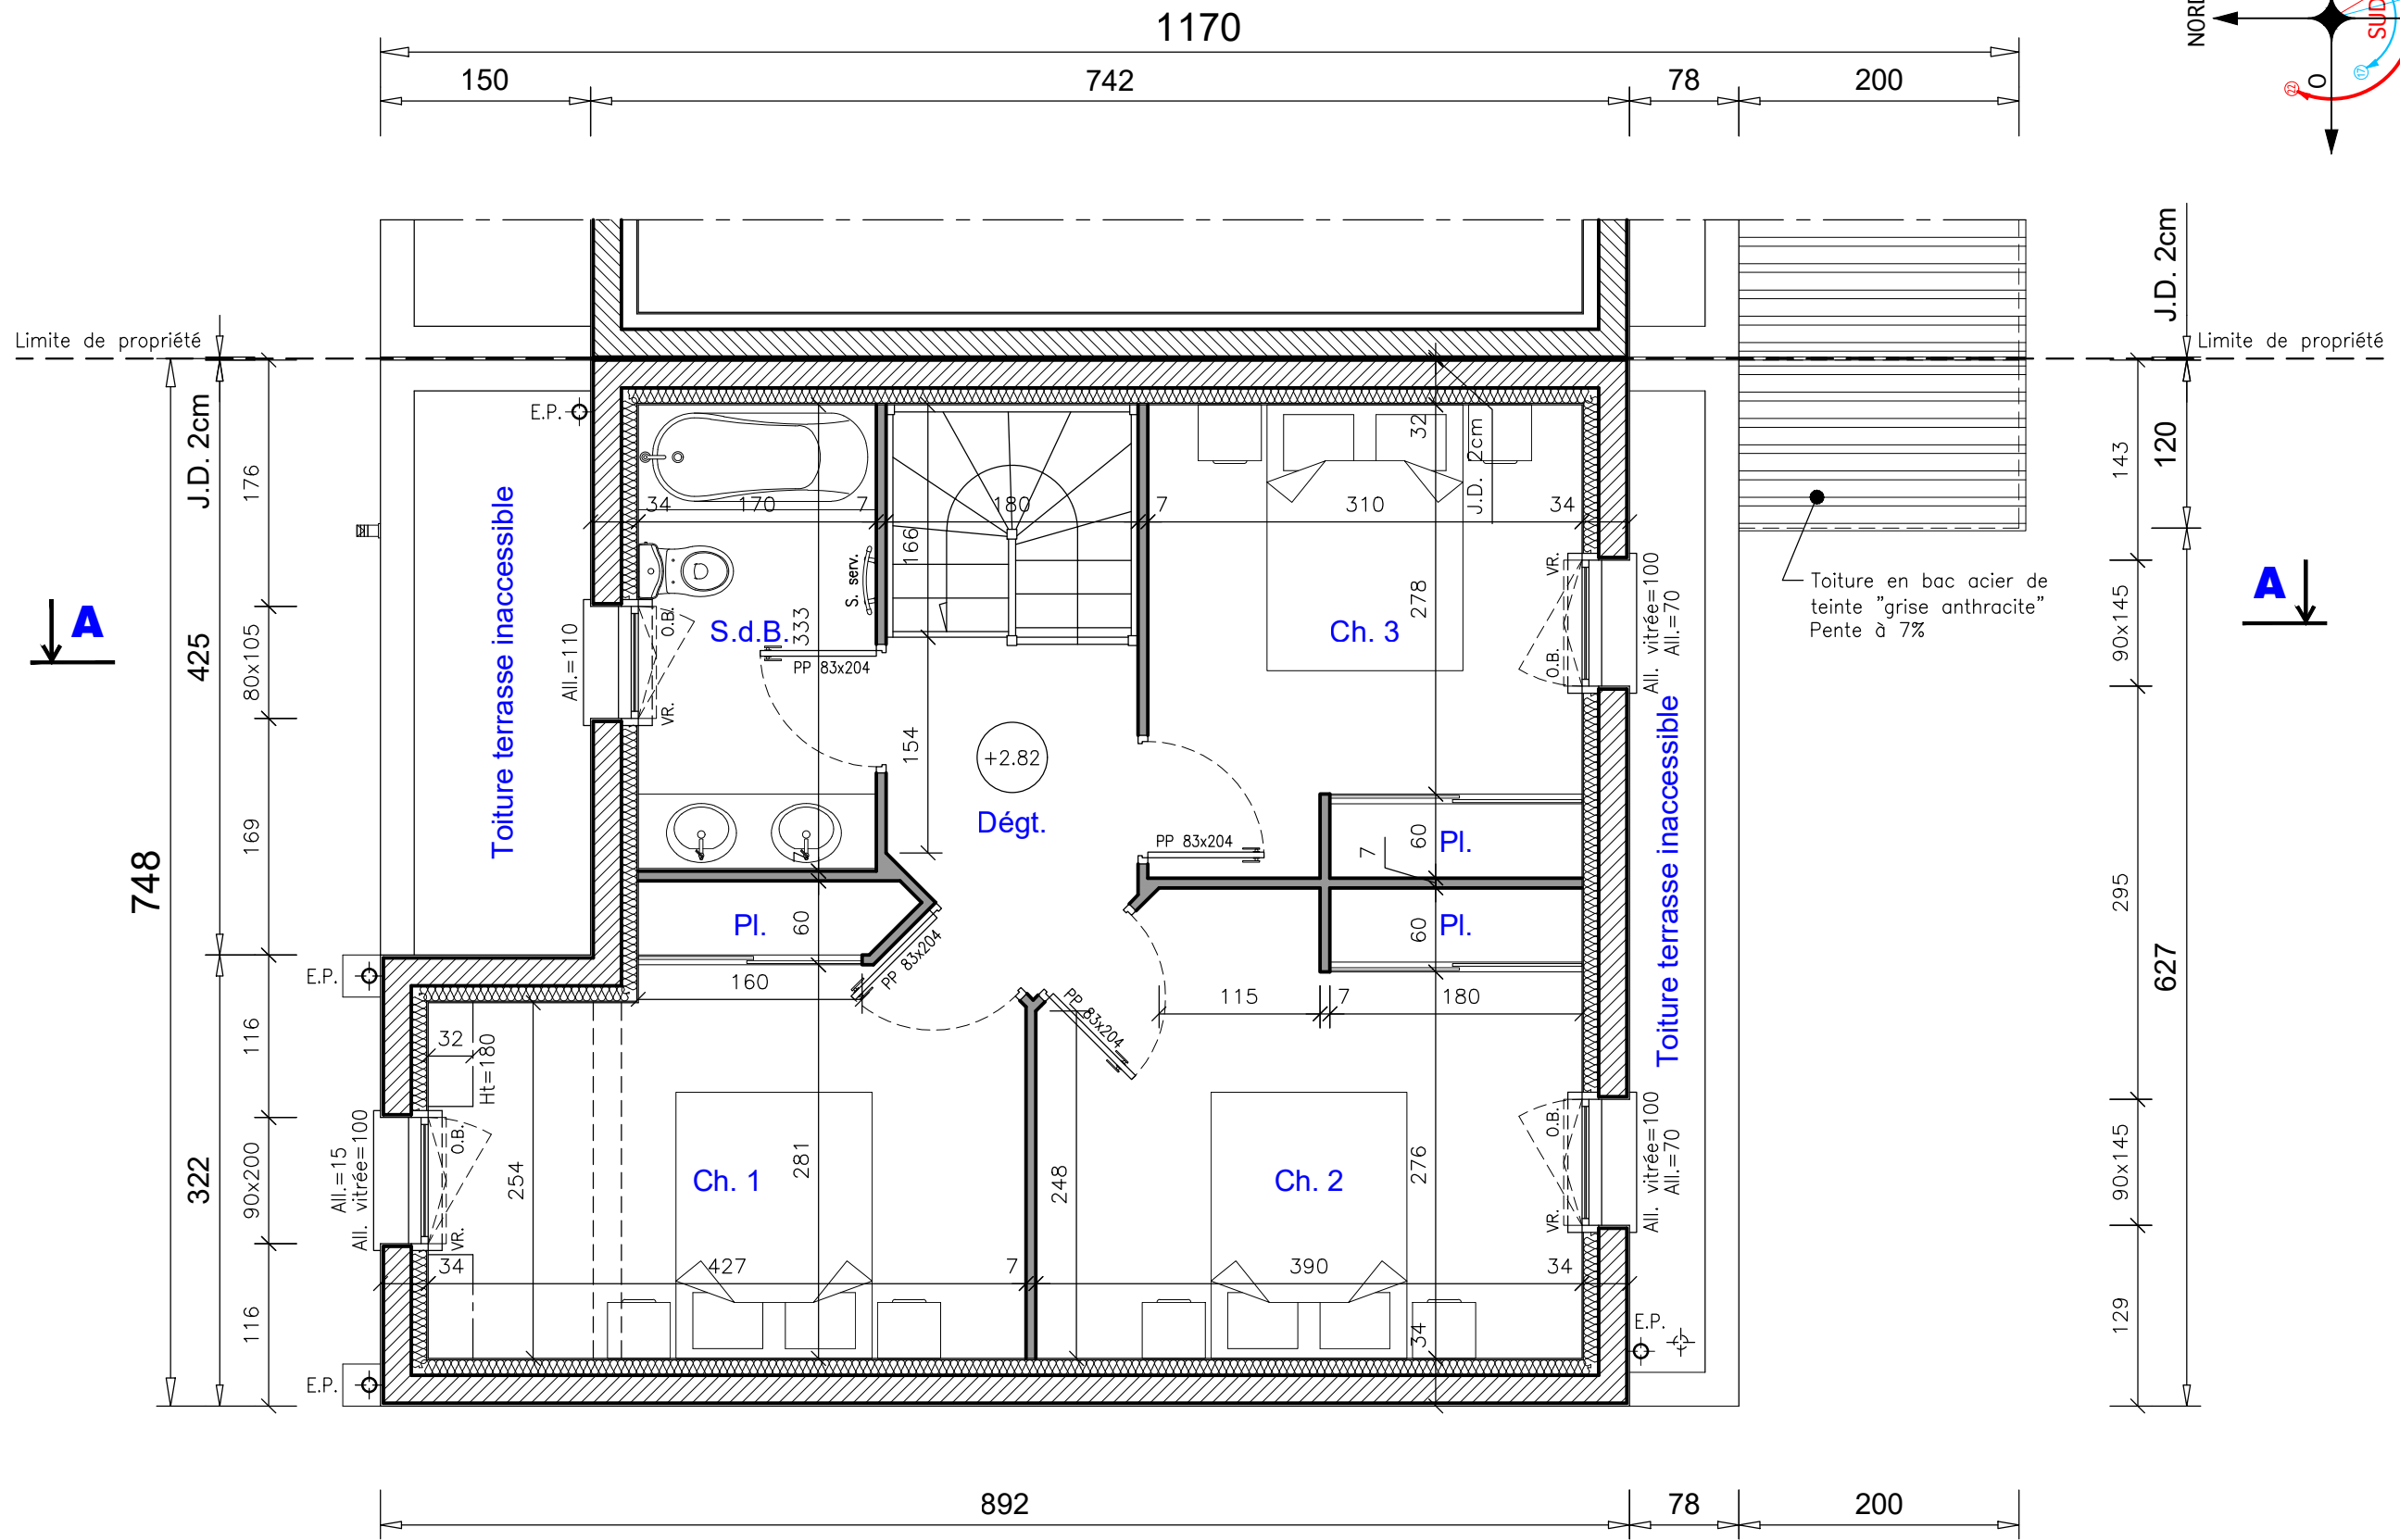 1170
150
742
78
200
NORD
SUD
0
22
17
Limite de propriété
Limite de propriété
J.D. 2cm
J.D. 2cm
E.P.
176
425
80x105
169
748
116
322
90x200
116
Toiture terrasse inaccessible
All.=110
34
170
7
180
7
310
34
32
J.D. 2cm
166
S. serv.
333
S.d.B.
O.B.
VR.
PP 83x204
154
+2.82
Dégt.
278
Ch. 3
VR.
O.B.
All. vitrée=100
All.=70
PP 83x204
7
60
Pl.
7
60
Pl.
7
60
Pl.
160
PP 83x204
PP 83x204
115
7
180
E.P.
32
Ht=180
All.=15
All. vitrée=100
O.B.
VR.
254
Ch. 1
281
248
Ch. 2
276
O.B.
VR.
All. vitrée=100
All.=70
34
427
7
390
34
34
E.P.
E.P.
Toiture terrasse inaccessible
Toiture en bac acier de
teinte "grise anthracite"
Pente à 7%
A
A
143
120
90x145
295
627
90x145
129
892
78
200